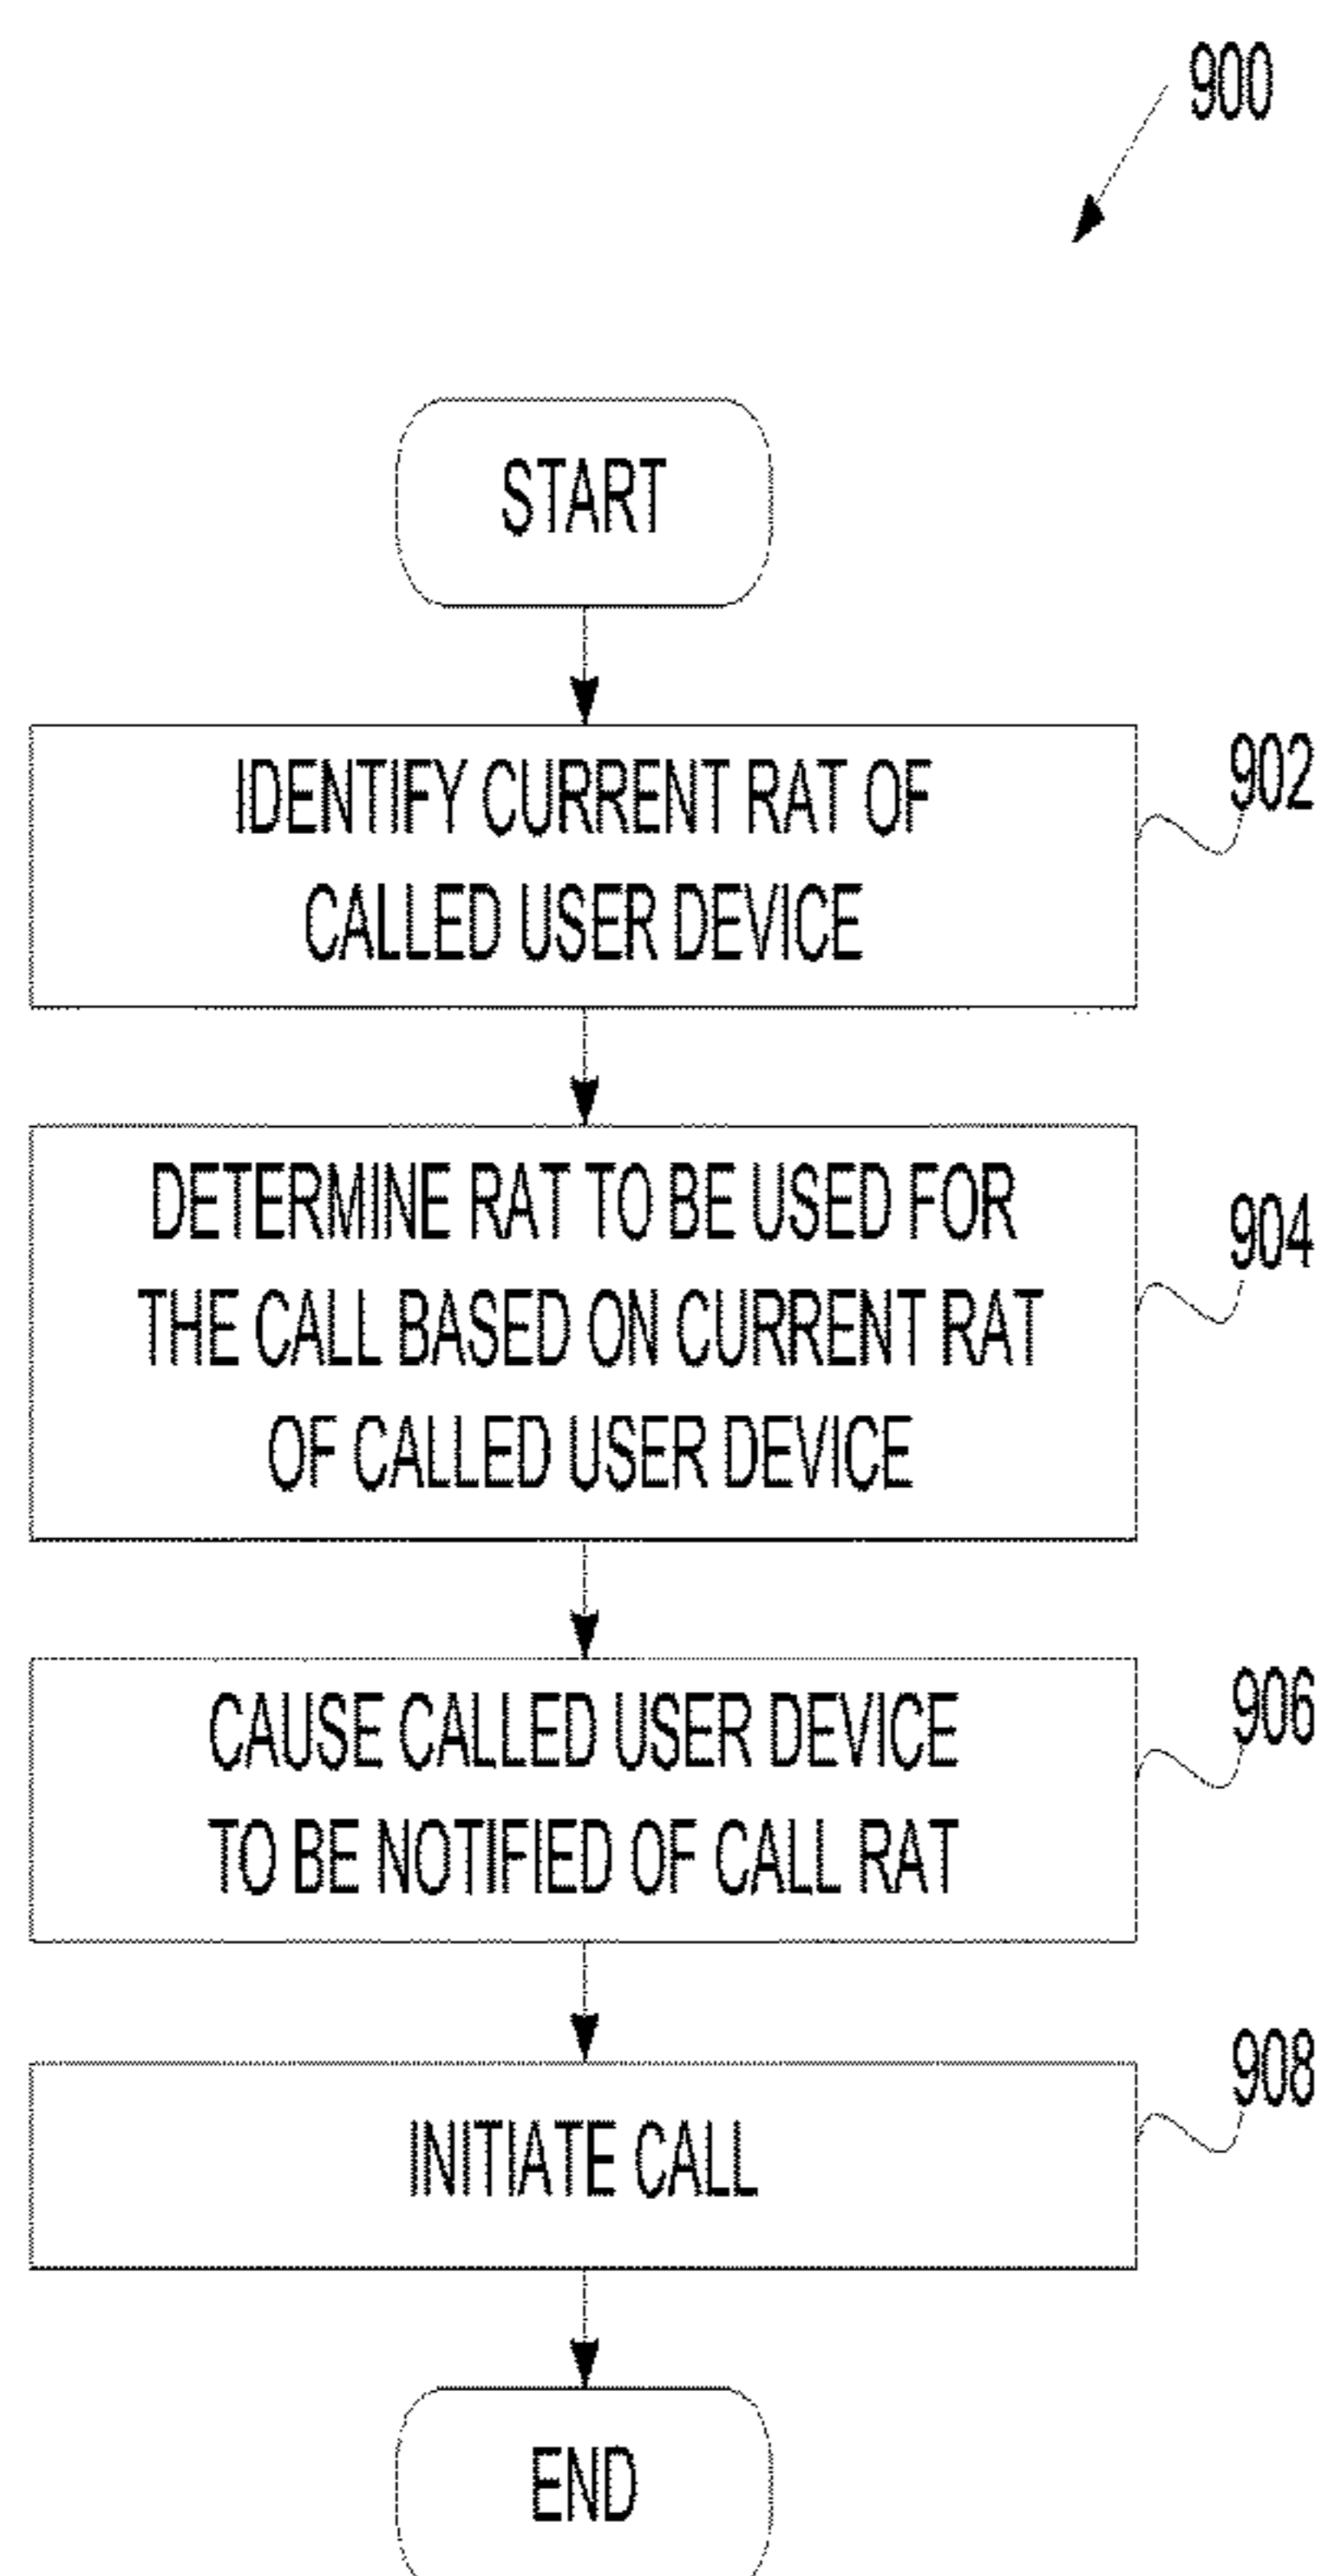 900
START
IDENTIFY CURRENT RAT OF
CALLED USER DEVICE
902
DETERMINE RAT TO BE USED FOR
THE CALL BASED ON CURRENT RAT
OF CALLED USER DEVICE
904
CAUSE CALLED USER DEVICE
TO BE NOTIFIED OF CALL RAT
906
INITIATE CALL
908
END